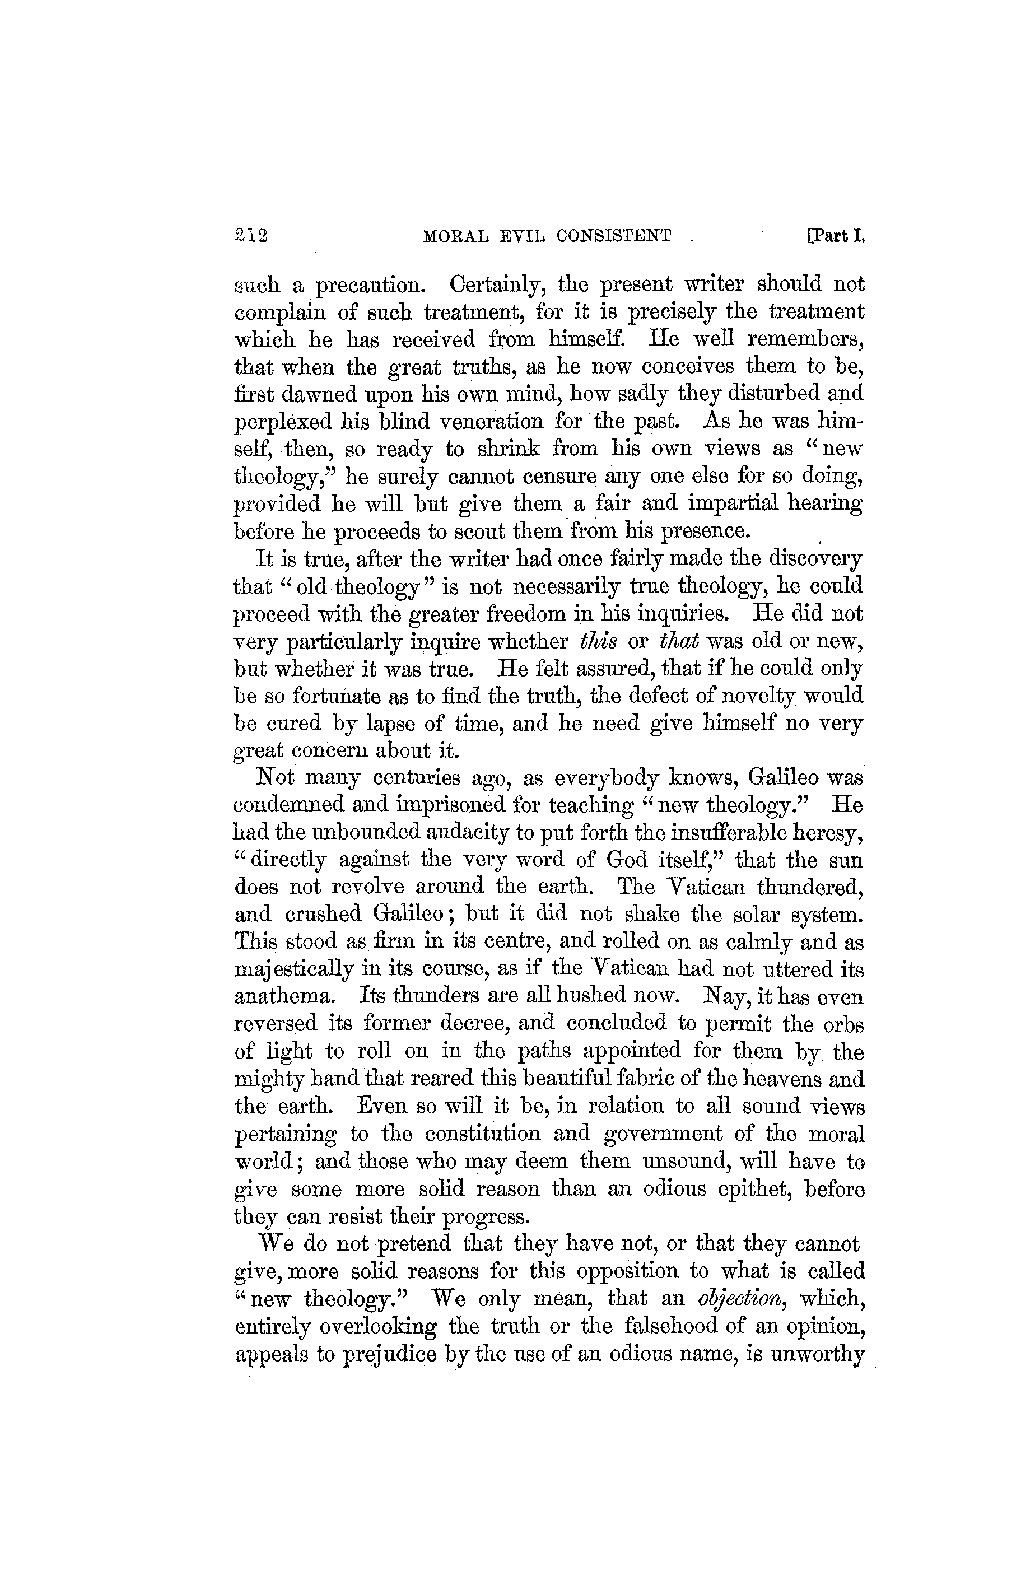 212 MORAL EVIL CONSISTENT [Part I,
such a precaution. Certainly, the present writer should not
complain of such treatment, for it is precisely the treatment
which he has received from himself. He well remembers,
that when the great truths, as he now conceives them to be,
first dawned upon his own mind, how sadly they disturbed and
perplexed his blind veneration for the past. As he was him-
self, then, so ready to shrink from his own views as "new
theology," he surely cannot censure any one else for so doing,
provided he will but give them a fair and impartial hearing
before he proceeds to scout them from his presence.
It is true, after the writer had once fairly made the discovery
that "old theology" is not necessarily true theology, he could
proceed with the greater freedom in his inquiries. He did not
very particularly inquire whether this or that was old or new,
but whether it was true. He felt assured, that if he could only
be so fortunate as to find the truth, the defect of novelty would
be cured by lapse of time, and he need give himself no very
great concern about it.
Not many centuries ago, as everybody knows, Galileo was
condemned and imprisoned for teaching "new theology." He
had the unbounded audacity to put forth the insufferable heresy,
"directly against the very word of God itself," that the sun
does not revolve around the earth. The Vatican thundered,
and crushed Galileo; but it did not shake the solar system.
This stood as firm in its centre, and rolled on as calmly and as
majestically in its course, as if the Vatican had not uttered its
anathema. Its thunders are all hushed now. Nay, it has even
reversed its former decree, and concluded to permit the orbs
of light to roll on in the paths appointed for them by the
mighty hand that reared this beautiful fabric of the heavens and
the earth. Even so will it be, in relation to all sound views
pertaining to the constitution and government of the moral
world; and those who may deem them unsound, will have to
give some more solid reason than an odious epithet, before
they can resist their progress.
We do not pretend that they have not, or that they cannot
give, more solid reasons for this opposition to what is called
"new theology." We only mean, that an objection, which,
entirely overlooking the truth or the falsehood of an opinion,
appeals to prejudice by the use of an odious name, is unworthy